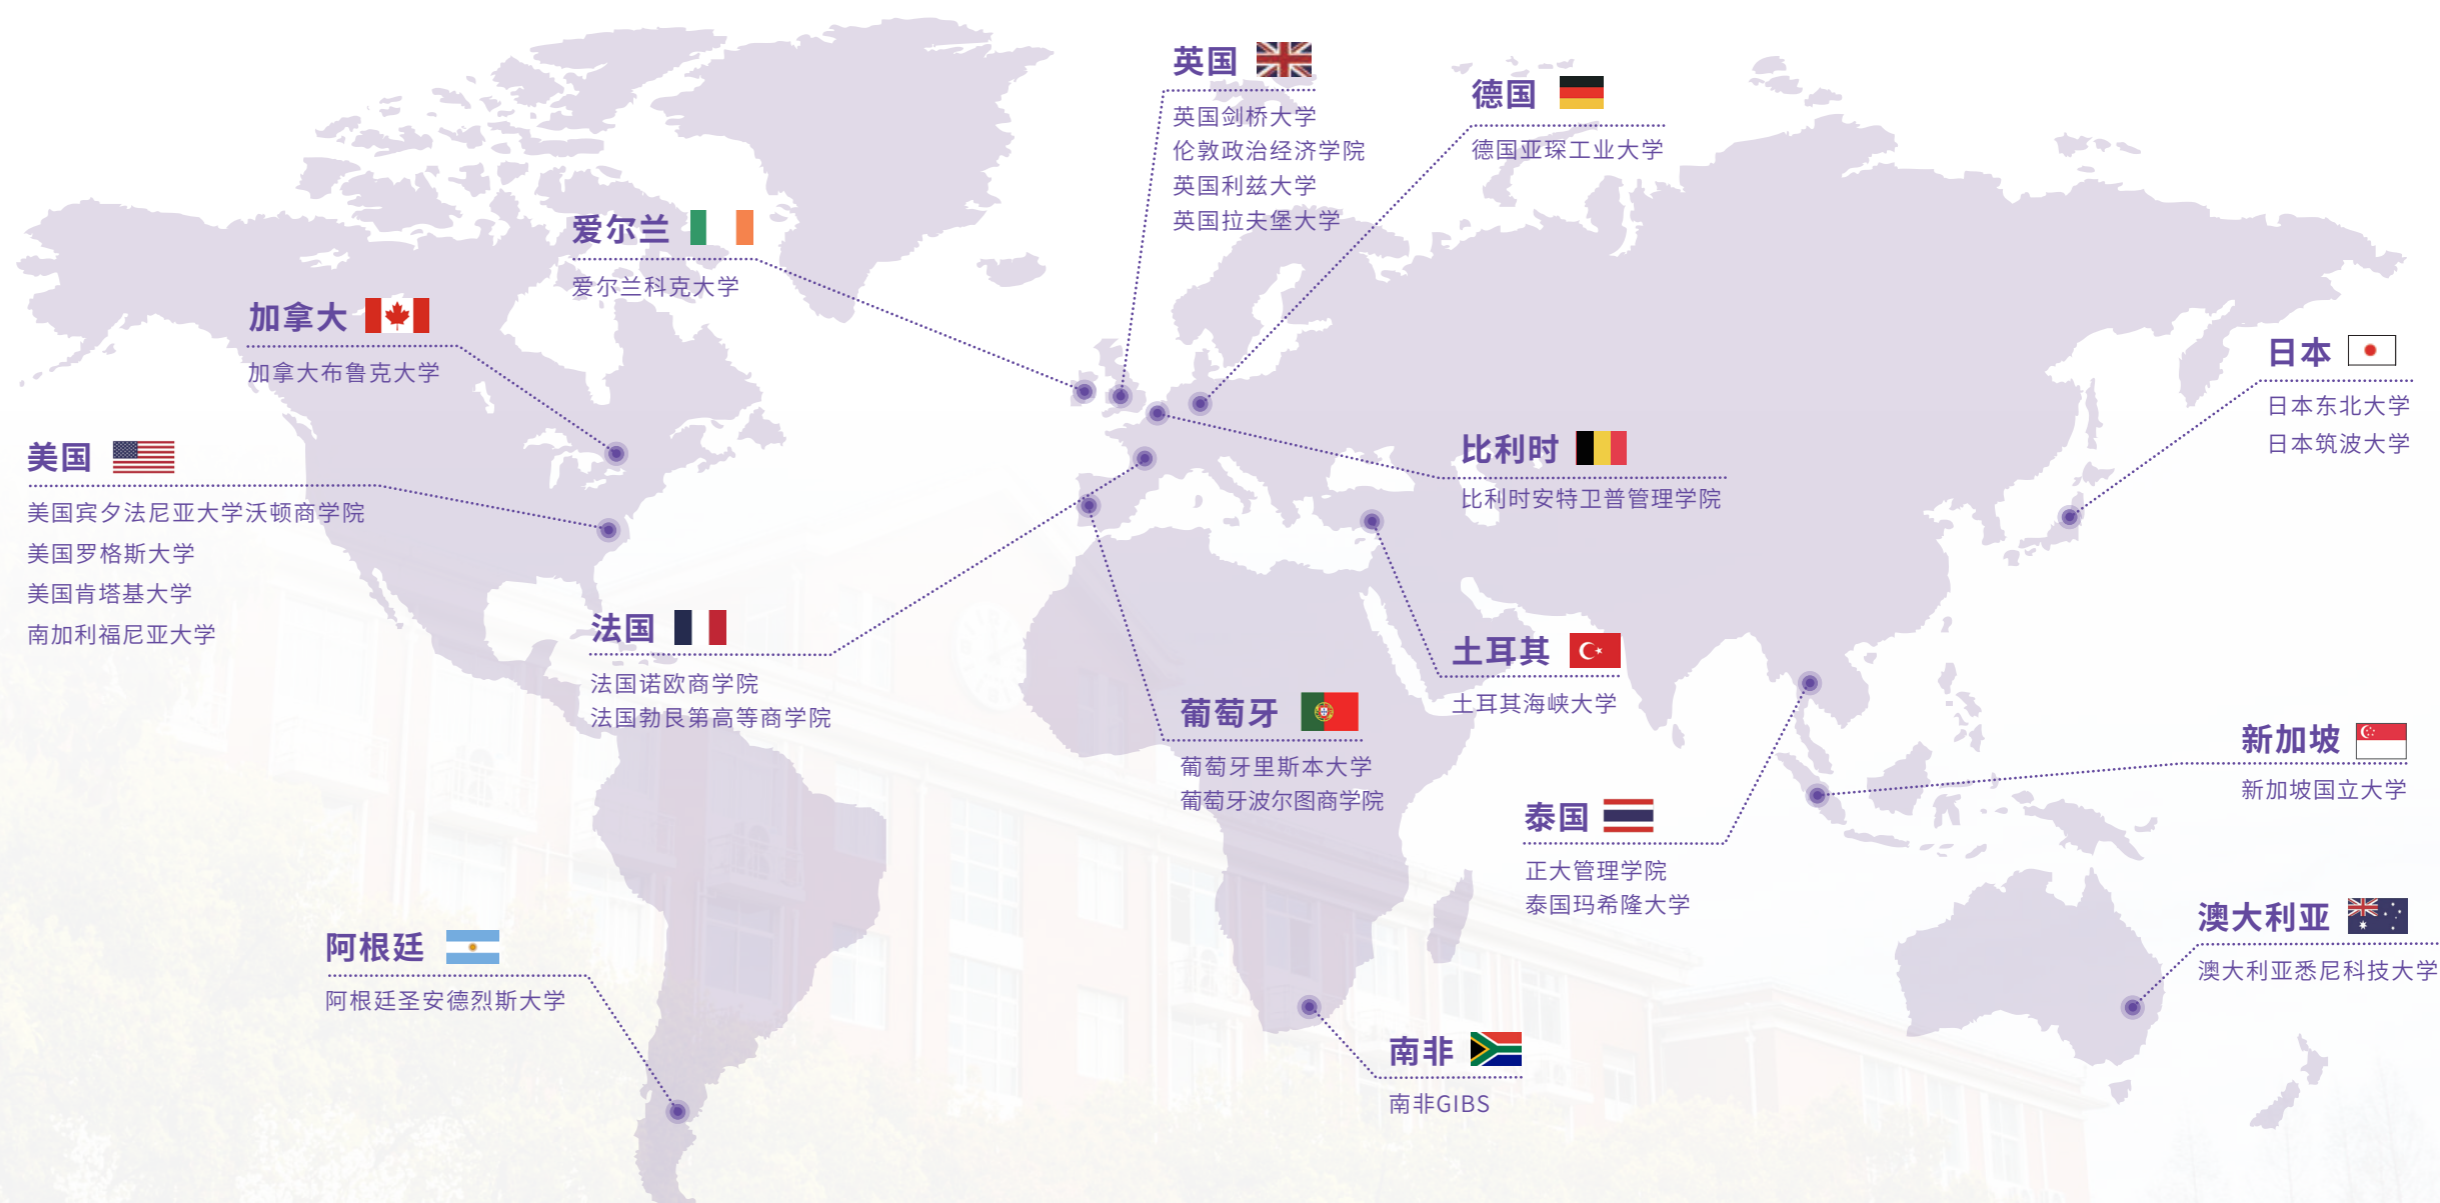 英国
英国剑桥大学
伦敦政治经济学院
英国利兹大学
英国拉夫堡大学
德国
德国亚琛工业大学
爱尔兰
爱尔兰科克大学
加拿大
加拿大布鲁克大学
日本
日本东北大学
日本筑波大学
美国
美国宾夕法尼亚大学沃顿商学院
美国罗格斯大学
美国肯塔基大学
南加利福尼亚大学
比利时
比利时安特卫普管理学院
法国
法国诺欧商学院
法国勃艮第高等商学院
土耳其
土耳其海峡大学
葡萄牙
葡萄牙里斯本大学
葡萄牙波尔图商学院
新加坡
新加坡国立大学
泰国
正大管理学院
泰国玛希隆大学
澳大利亚
澳大利亚悉尼科技大学
阿根廷
阿根廷圣安德烈斯大学
南非
南非GIBS